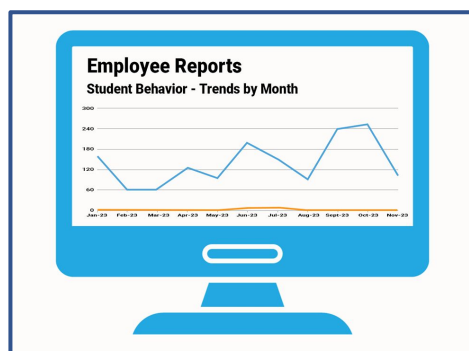 Employee Reports
Student Behavior - Trends by Month
300
240
180
120
60
0
Jan-23 Feb-23 Mar-23 Apr-23 May-23 Jun-23 Jul-23 Aug-23 Sept-23 Oct-23 Nov-23